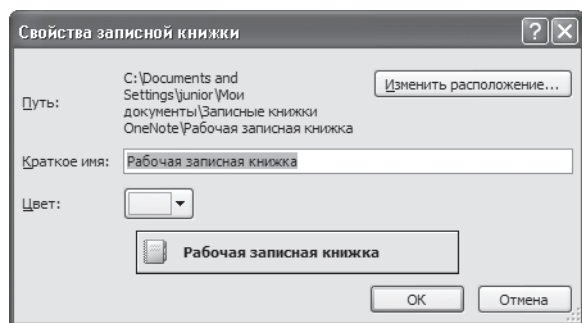 Свойства записной книжки
Путь:
C:\Documents and
Settings\junior\Мои
документы\Записные книжки
OneNote\Рабочая записная книжка
Изменить расположение...
Краткое имя: Рабочая записная книжка
Цвет:
Рабочая записная книжка
OK Отмена